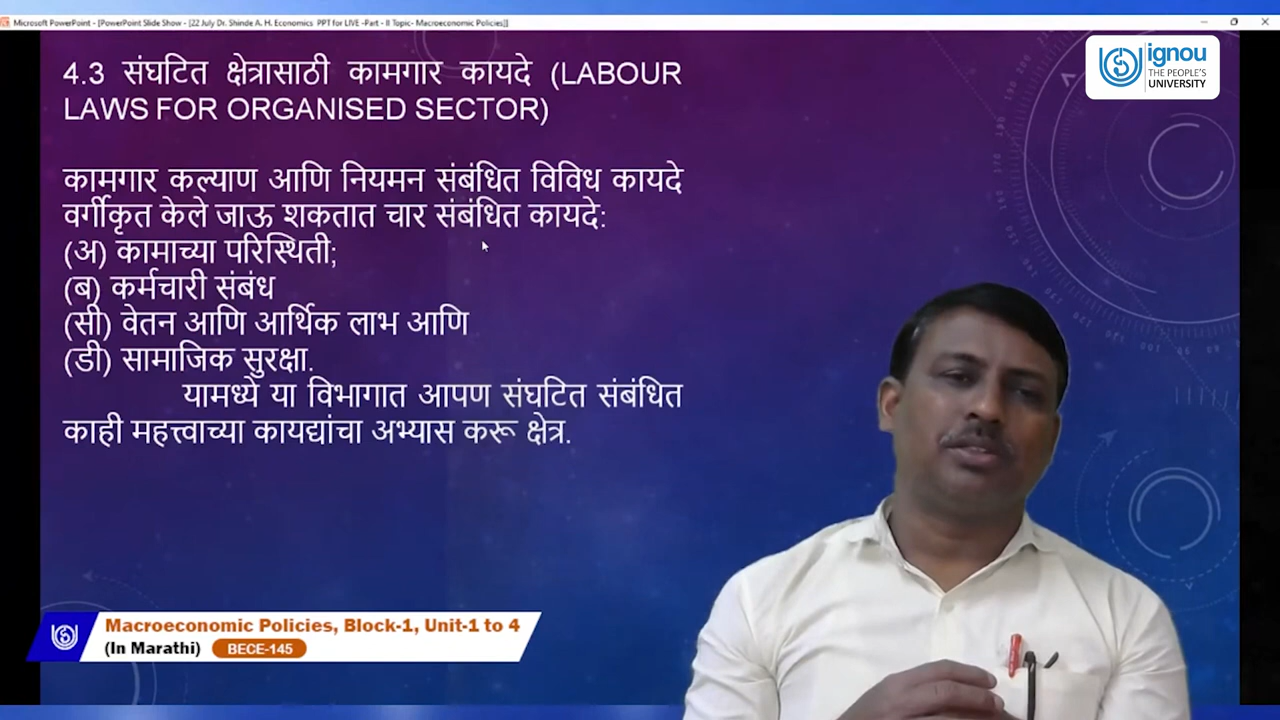 Microsoft PowerPoint - [PowerPoint Slide Show - [22 July Dr. Shinde A. H. Economics PPT for LIVE -Part - II Topic- Macroeconomic Policies]]
ignou
THE PEOPLE'S
UNIVERSITY
4.3 संघटित क्षेत्रासाठी कामगार कायदे (LABOUR
LAWS FOR ORGANISED SECTOR)
कामगार कल्याण आणि नियमन संबंधित विविध कायदे
वर्गीकृत केले जाऊ शकतात चार संबंधित कायदे:
(अ) कामाच्या परिस्थिती;
(ब) कर्मचारी संबंध
(सी) वेतन आणि आर्थिक लाभ आणि
(डी) सामाजिक सुरक्षा.
यामध्ये या विभागात आपण संघटित संबंधित
काही महत्त्वाच्या कायद्यांचा अभ्यास करू क्षेत्र.
Macroeconomic Policies, Block-1, Unit-1 to 4
(In Marathi) BECE-145